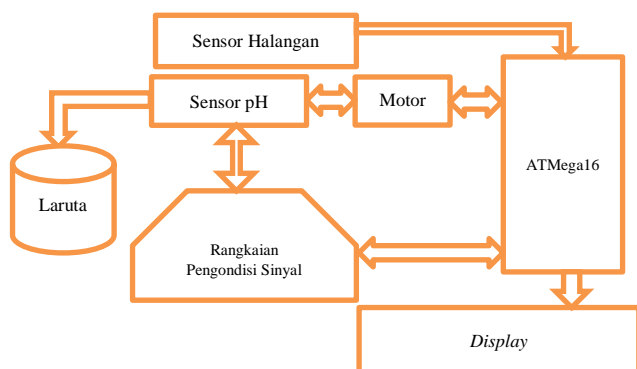 Sensor Halangan
Sensor pH
Motor
ATMega16
Laruta
Rangkaian
Pengondisi Sinyal
Display